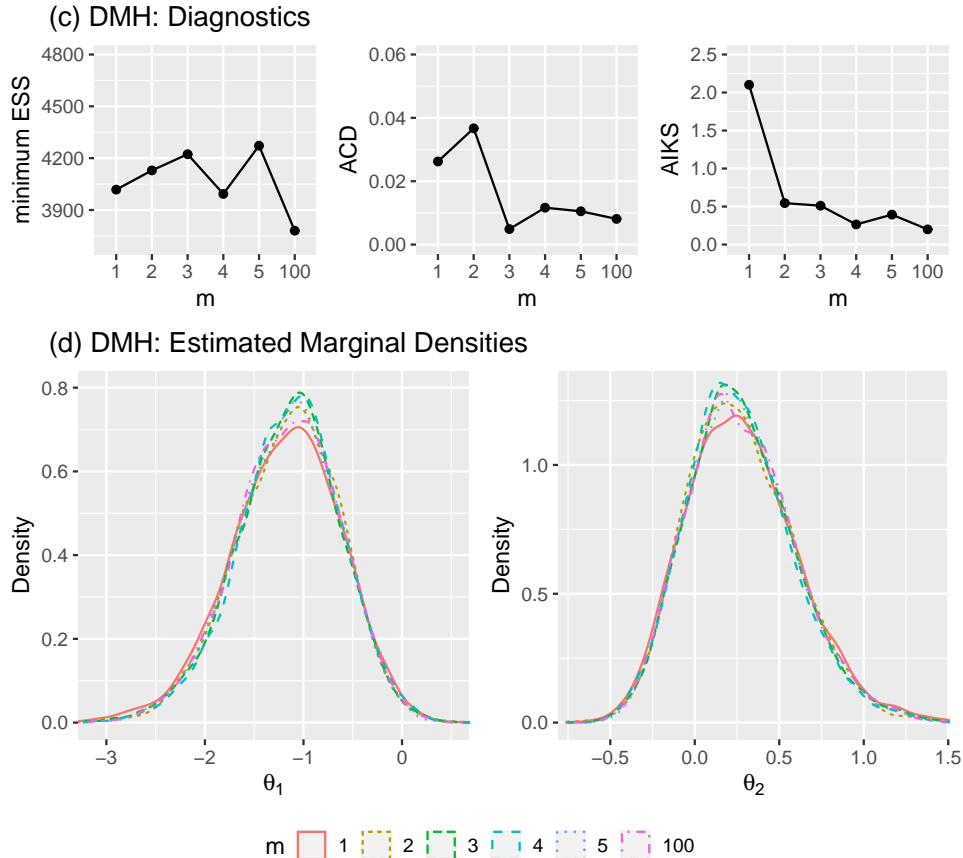 (c) DMH: Diagnostics
minimum ESS
4800
4500
4200
3900
1 2 3 4 5 100
m
ACD
0.06
0.04
0.02
0.00
1 2 3 4 5 100
m
AIKS
2.5
2.0
1.5
1.0
0.5
0.0
1 2 3 4 5 100
m
(d) DMH: Estimated Marginal Densities
Density
0.8
0.6
0.4
0.2
0.0
−3 −2 −1 0
θ1
Density
1.0
0.5
0.0
−0.5 0.0 0.5 1.0 1.5
θ2
m 1 2 3 4 5 100